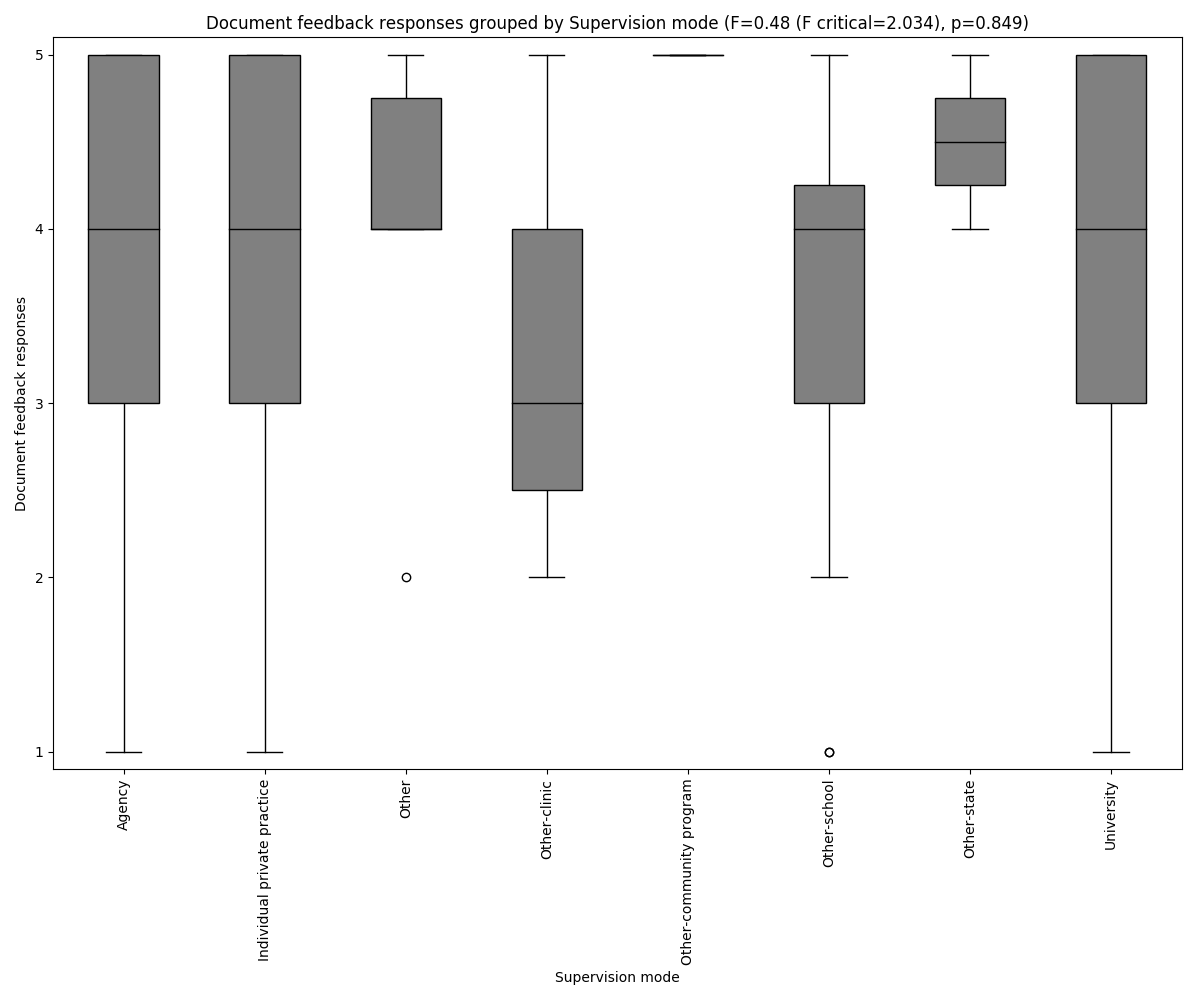 Document feedback responses grouped by Supervision mode (F=0.48 (F critical=2.034), p=0.849)
Document feedback responses
5
4
3
2
1
Agency
Individual private practice
Other
Other-clinic
Other-community program
Other-school
Other-state
University
Supervision mode